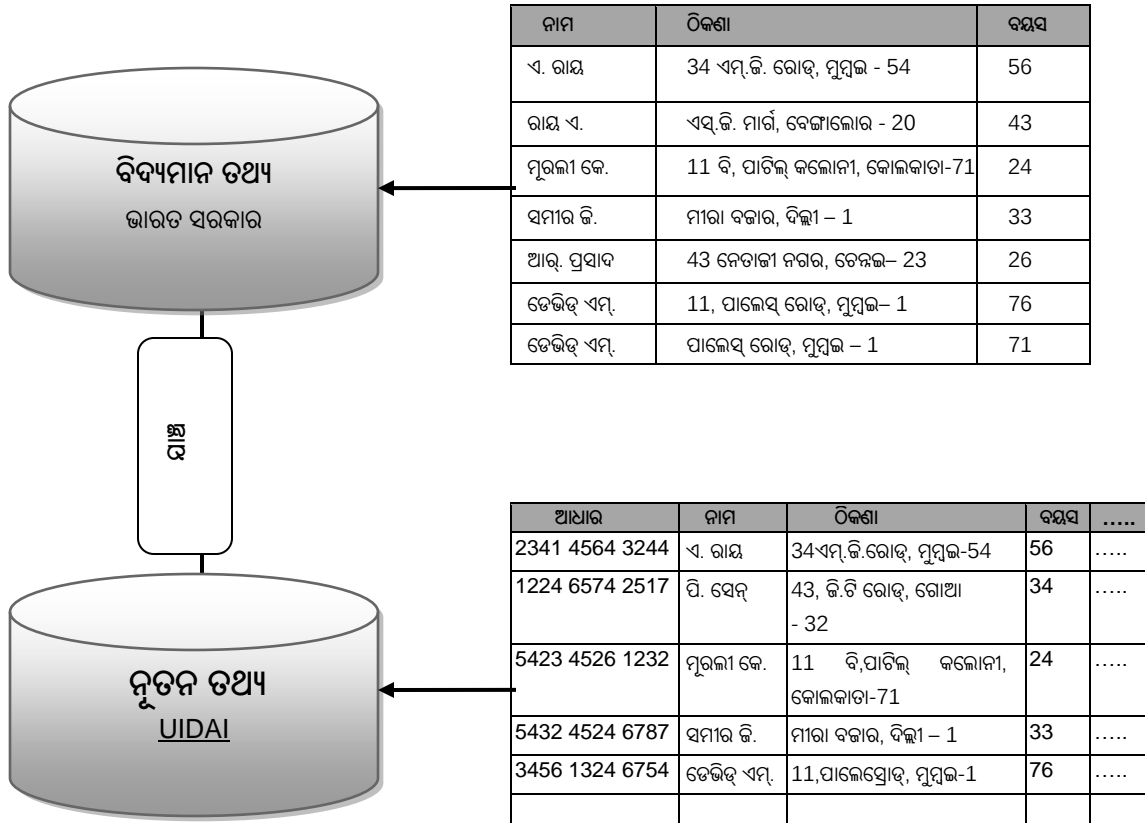 ନାମ ଠିକଣା ବୟସ
ଏ. ରାୟ 34 ଏମ୍.ଜି. ରୋଡ୍, ମୁମ୍ବଇ - 54 56
ରାୟ ଏ. ଏସ୍.ଜି. ମାର୍ଗ, ବେଙ୍ଗାଲୋର - 20 43
ମୂରଲୀ କେ. 11 ବି, ପାଟିଲ୍ କଲୋନୀ, କୋଲକାତା-71 24
ସମୀର ଜି. ମୀରା ବଜାର, ଦିଲ୍ଲୀ – 1 33
ଆର୍. ପ୍ରସାଦ 43 ନେତାଜୀ ନଗର, ଚେନ୍ନଇ– 23 26
ଡେଭିଡ୍ ଏମ୍. 11, ପାଲେସ୍ ରୋଡ୍, ମୁମ୍ବଇ– 1 76
ଡେଭିଡ୍ ଏମ୍. ପାଲେସ୍ ରୋଡ୍, ମୁମ୍ବଇ – 1 71
ବିଦ୍ୟମାନ ତଥ୍ୟ
ଭାରତ ସରକାର
ଆଧାର ନାମ ଠିକଣା ବୟସ …..
2341 4564 3244 ଏ. ରାୟ 34ଏମ୍.ଜି.ରୋଡ୍, ମୁମ୍ବଇ-54 56 …..
1224 6574 2517 ପି. ସେନ୍ 43, ଜି.ଟି ରୋଡ୍, ଗୋଆ 34 …..
- 32
5423 4526 1232 ମୂରଲୀ କେ. 11 ବି,ପାଟିଲ୍ କଲୋନୀ, 24 …..
କୋଲକାତା-71
5432 4524 6787 ସମୀର ଜି. ମୀରା ବଜାର, ଦିଲ୍ଲୀ – 1 33 …..
3456 1324 6754 ଡେଭିଡ୍ ଏମ୍. 11,ପାଲେସ୍ରୋଡ୍, ମୁମ୍ବଇ-1 76 …..
ନୂତନ ତଥ୍ୟ
UIDAI